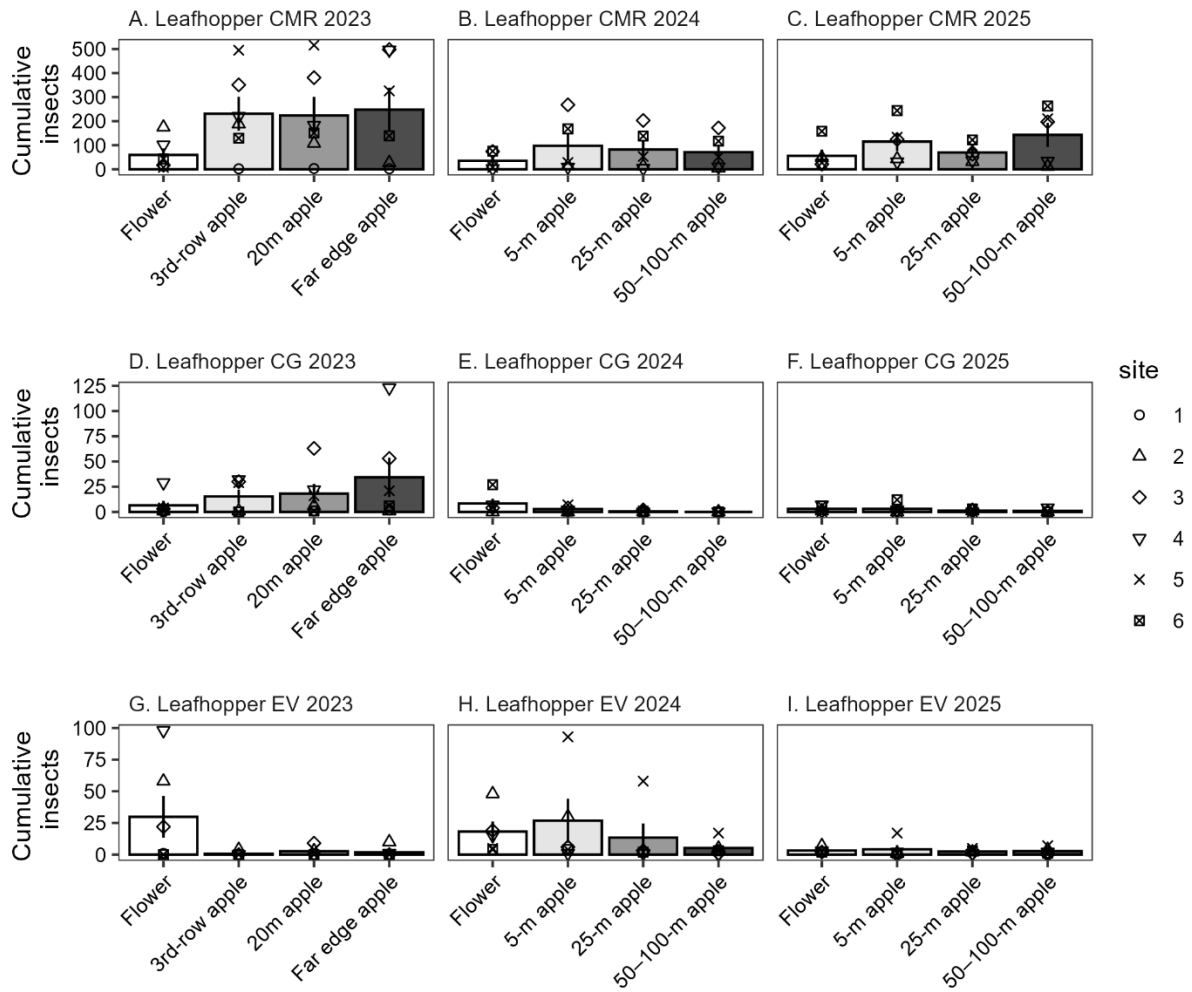 A. Leafhopper CMR 2023
B. Leafhopper CMR 2024
C. Leafhopper CMR 2025
Cumulative
insects
500
400
300
200
100
0
Flower
3rd-row apple
20m apple
Far edge apple
Flower
5-m apple
25-m apple
50–100-m apple
Flower
5-m apple
25-m apple
50–100-m apple
D. Leafhopper CG 2023
E. Leafhopper CG 2024
F. Leafhopper CG 2025
Cumulative
insects
125
100
75
50
25
0
Flower
3rd-row apple
20m apple
Far edge apple
Flower
5-m apple
25-m apple
50–100-m apple
Flower
5-m apple
25-m apple
50–100-m apple
site
1
2
3
4
5
6
G. Leafhopper EV 2023
H. Leafhopper EV 2024
I. Leafhopper EV 2025
Cumulative
insects
100
75
50
25
0
Flower
3rd-row apple
20m apple
Far edge apple
Flower
5-m apple
25-m apple
50–100-m apple
Flower
5-m apple
25-m apple
50–100-m apple